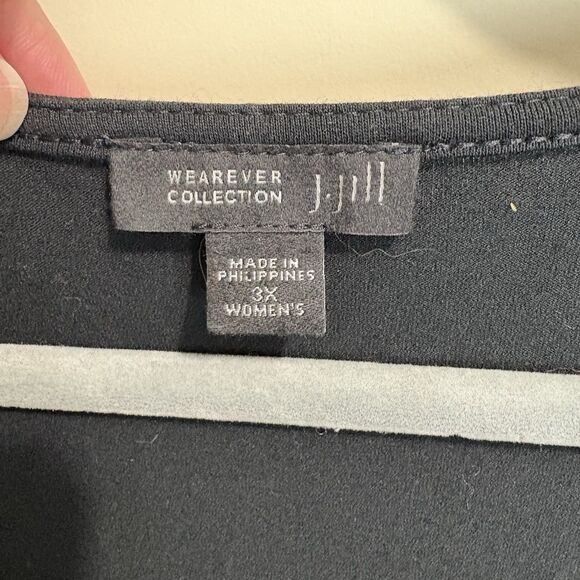 WEAREVER
COLLECTION
J.Jill
MADE IN
PHILIPPINES
3X
WOMEN'S